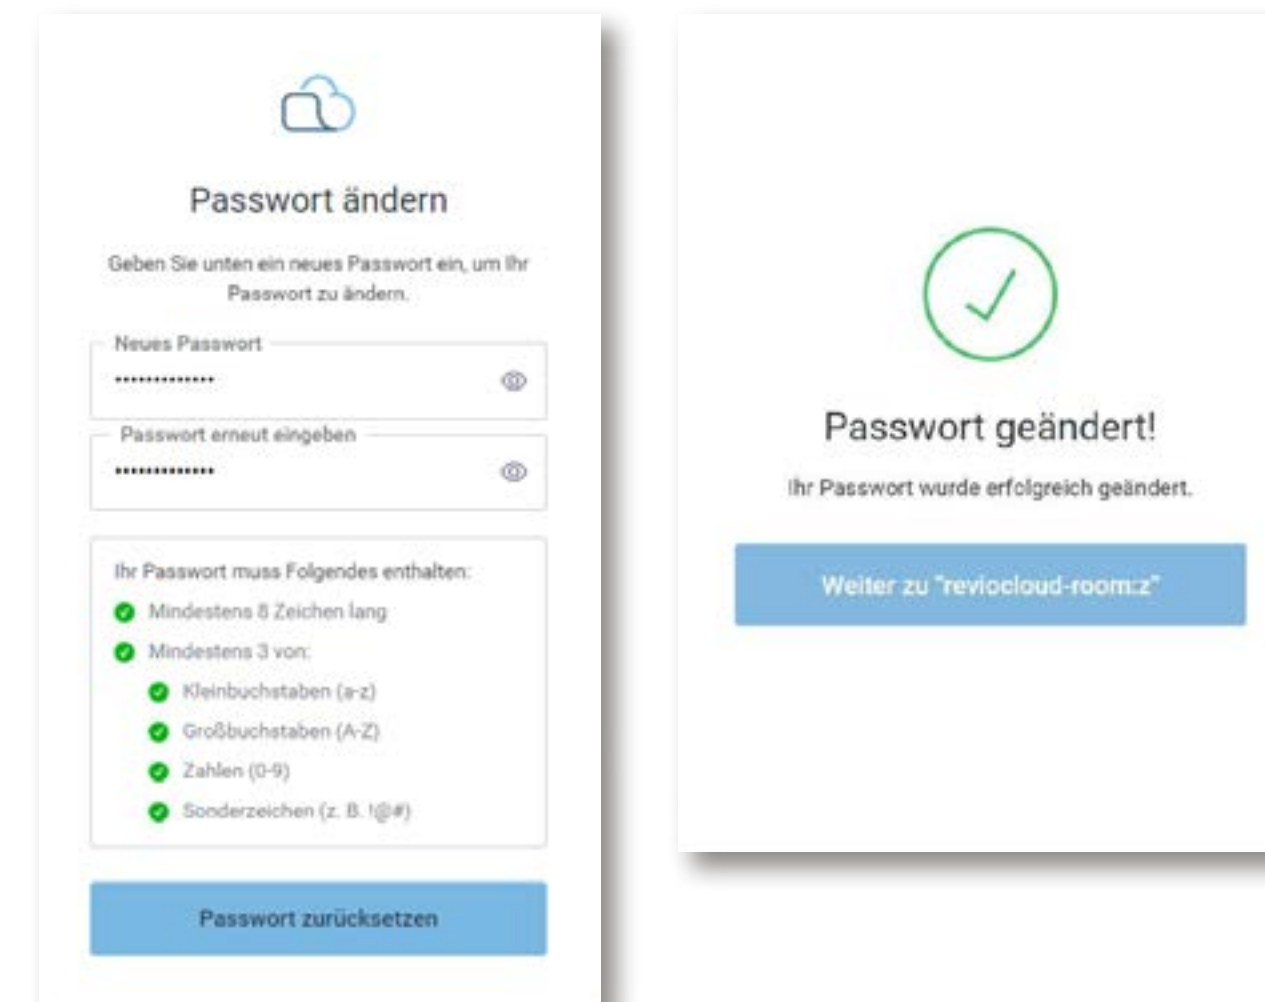 Passwort ändern
Geben Sie unten ein neues Passwort ein, um Ihr
Passwort zu ändern.
Neues Passwort
•••••••••••••
Passwort erneut eingeben
•••••••••••••
Ihr Passwort muss Folgendes enthalten:
Mindestens 8 Zeichen lang
Mindestens 3 von:
Kleinbuchstaben (a-z)
Großbuchstaben (A-Z)
Zahlen (0-9)
Sonderzeichen (z. B. !@#)
Passwort zurücksetzen
Passwort geändert!
Ihr Passwort wurde erfolgreich geändert.
Weiter zu "reviocloud-room:z"